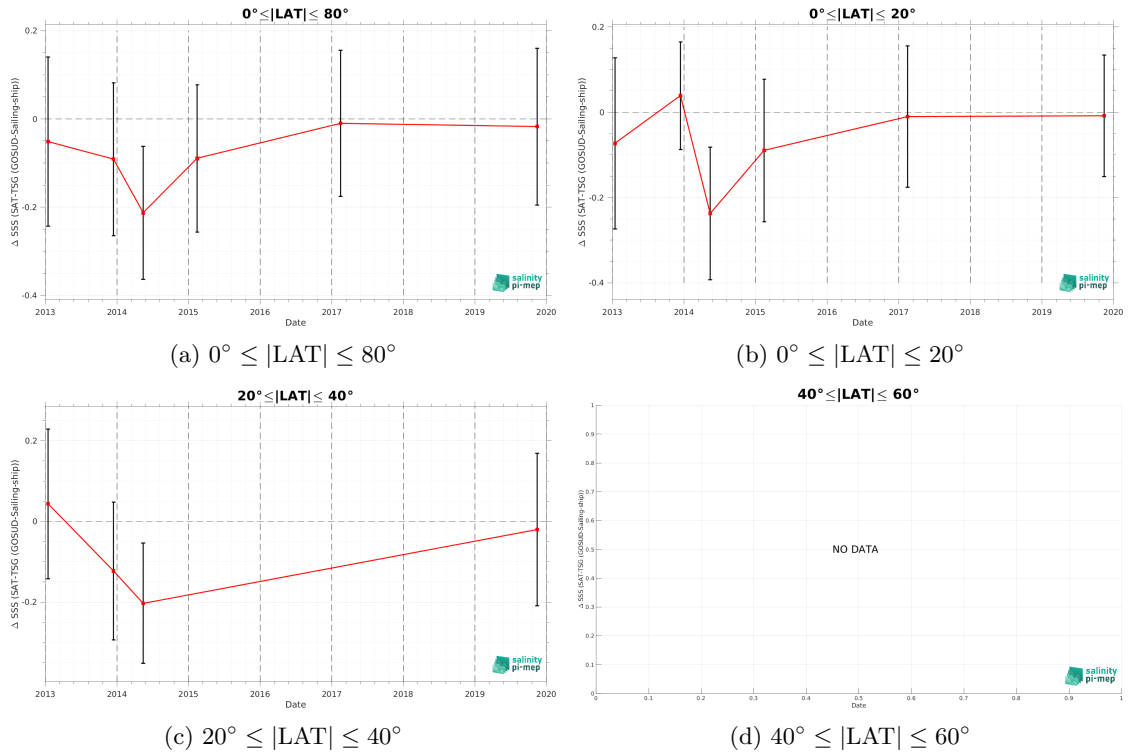 0°≤|LAT|≤ 80°
Δ SSS (SAT-TSG (GOSUD-Sailing-ship))
0.2
0
-0.2
-0.4
2013 2014 2015 2016 2017 2018 2019 2020
Date
salinity
pi-mep
(a) 0° ≤ |LAT| ≤ 80°
0°≤|LAT|≤ 20°
Δ SSS (SAT-TSG (GOSUD-Sailing-ship))
0.2
0
-0.2
-0.4
2013 2014 2015 2016 2017 2018 2019 2020
Date
salinity
pi-mep
(b) 0° ≤ |LAT| ≤ 20°
20°≤|LAT|≤ 40°
Δ SSS (SAT-TSG (GOSUD-Sailing-ship))
0.2
0
-0.2
2013 2014 2015 2016 2017 2018 2019 2020
Date
salinity
pi-mep
(c) 20° ≤ |LAT| ≤ 40°
40°≤|LAT|≤ 60°
Δ SSS (SAT-TSG (GOSUD-Sailing-ship))
1
0.9
0.8
0.7
0.6
0.5
0.4
0.3
0.2
0.1
0
NO DATA
0 0.1 0.2 0.3 0.4 0.5 0.6 0.7 0.8 0.9 1
Date
salinity
pi-mep
(d) 40° ≤ |LAT| ≤ 60°